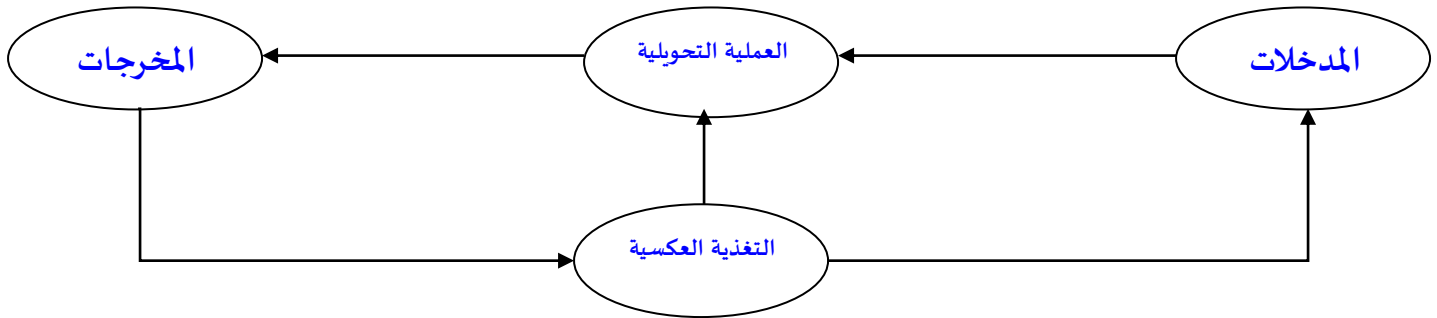 المدخلات
العملية التحويلية
المخرجات
التغذية العكسية